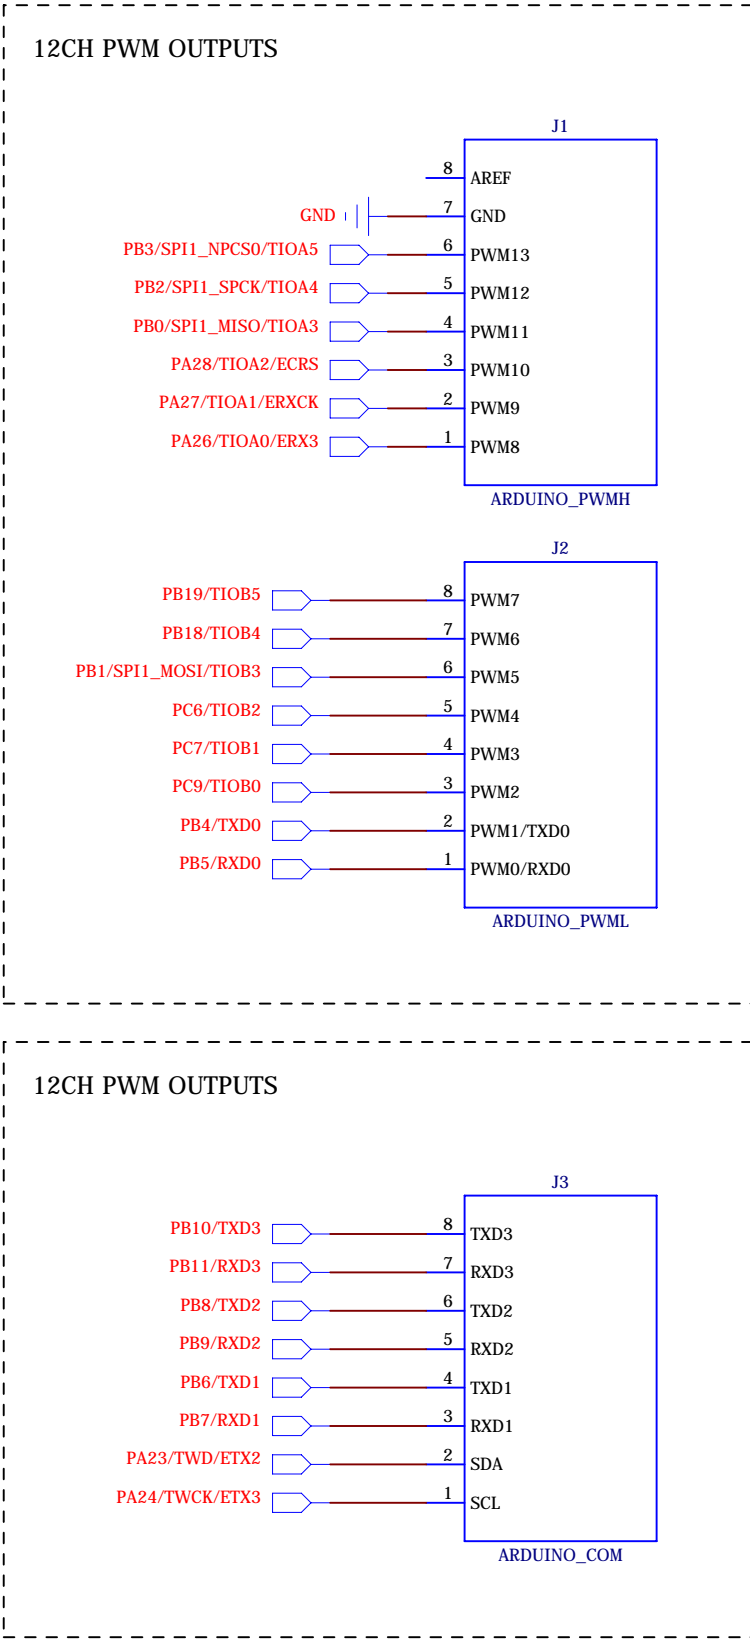 12CH PWM OUTPUTS
J1
8 AREF
GND 7 GND
PB3/SPI1_NPCS0/TIOA5 6 PWM13
PB2/SPI1_SPCK/TIOA4 5 PWM12
PB0/SPI1_MISO/TIOA3 4 PWM11
PA28/TIOA2/ECRS 3 PWM10
PA27/TIOA1/ERXCK 2 PWM9
PA26/TIOA0/ERX3 1 PWM8
ARDUINO_PWMH
J2
PB19/TIOB5 8 PWM7
PB18/TIOB4 7 PWM6
PB1/SPI1_MOSI/TIOB3 6 PWM5
PC6/TIOB2 5 PWM4
PC7/TIOB1 4 PWM3
PC9/TIOB0 3 PWM2
PB4/TXD0 2 PWM1/TXD0
PB5/RXD0 1 PWM0/RXD0
ARDUINO_PWML
12CH PWM OUTPUTS
J3
PB10/TXD3 8 TXD3
PB11/RXD3 7 RXD3
PB8/TXD2 6 TXD2
PB9/RXD2 5 RXD2
PB6/TXD1 4 TXD1
PB7/RXD1 3 RXD1
PA23/TWD/ETX2 2 SDA
PA24/TWCK/ETX3 1 SCL
ARDUINO_COM